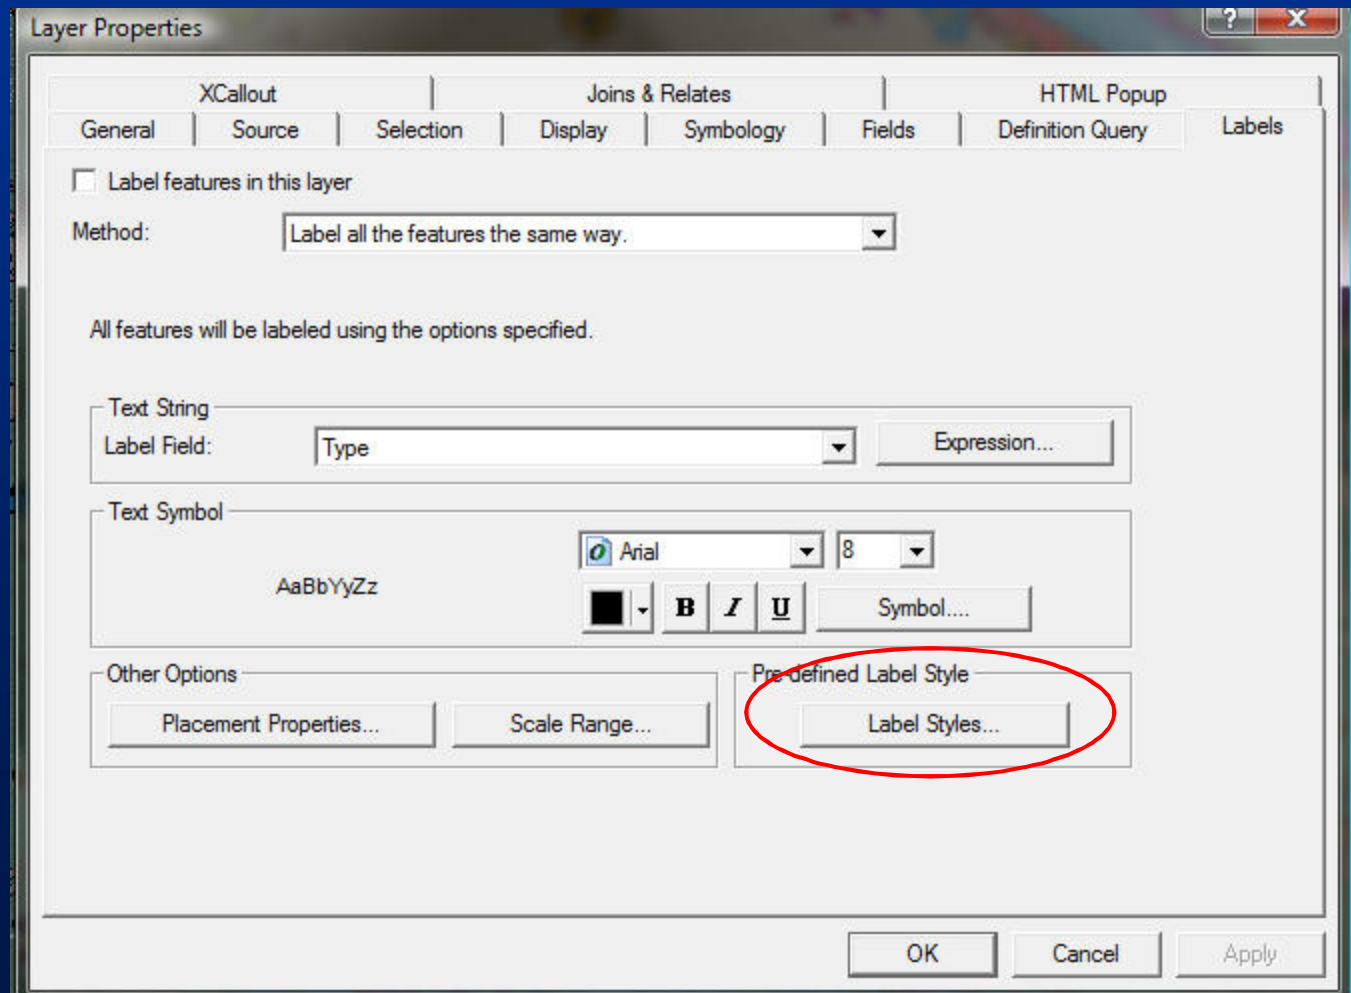 Layer Properties
?
X
XCallout
Joins & Relates
HTML Popup
General
Source
Selection
Display
Symbology
Fields
Definition Query
Labels
Label features in this layer
Method:
Label all the features the same way.
All features will be labeled using the options specified.
Text String
Label Field:
Type
Expression...
Text Symbol
AaBbYyZz
O Arial
8
B
I
U
Symbol....
Other Options
Pre-defined Label Style
Placement Properties...
Scale Range...
Label Styles...
OK
Cancel
Apply